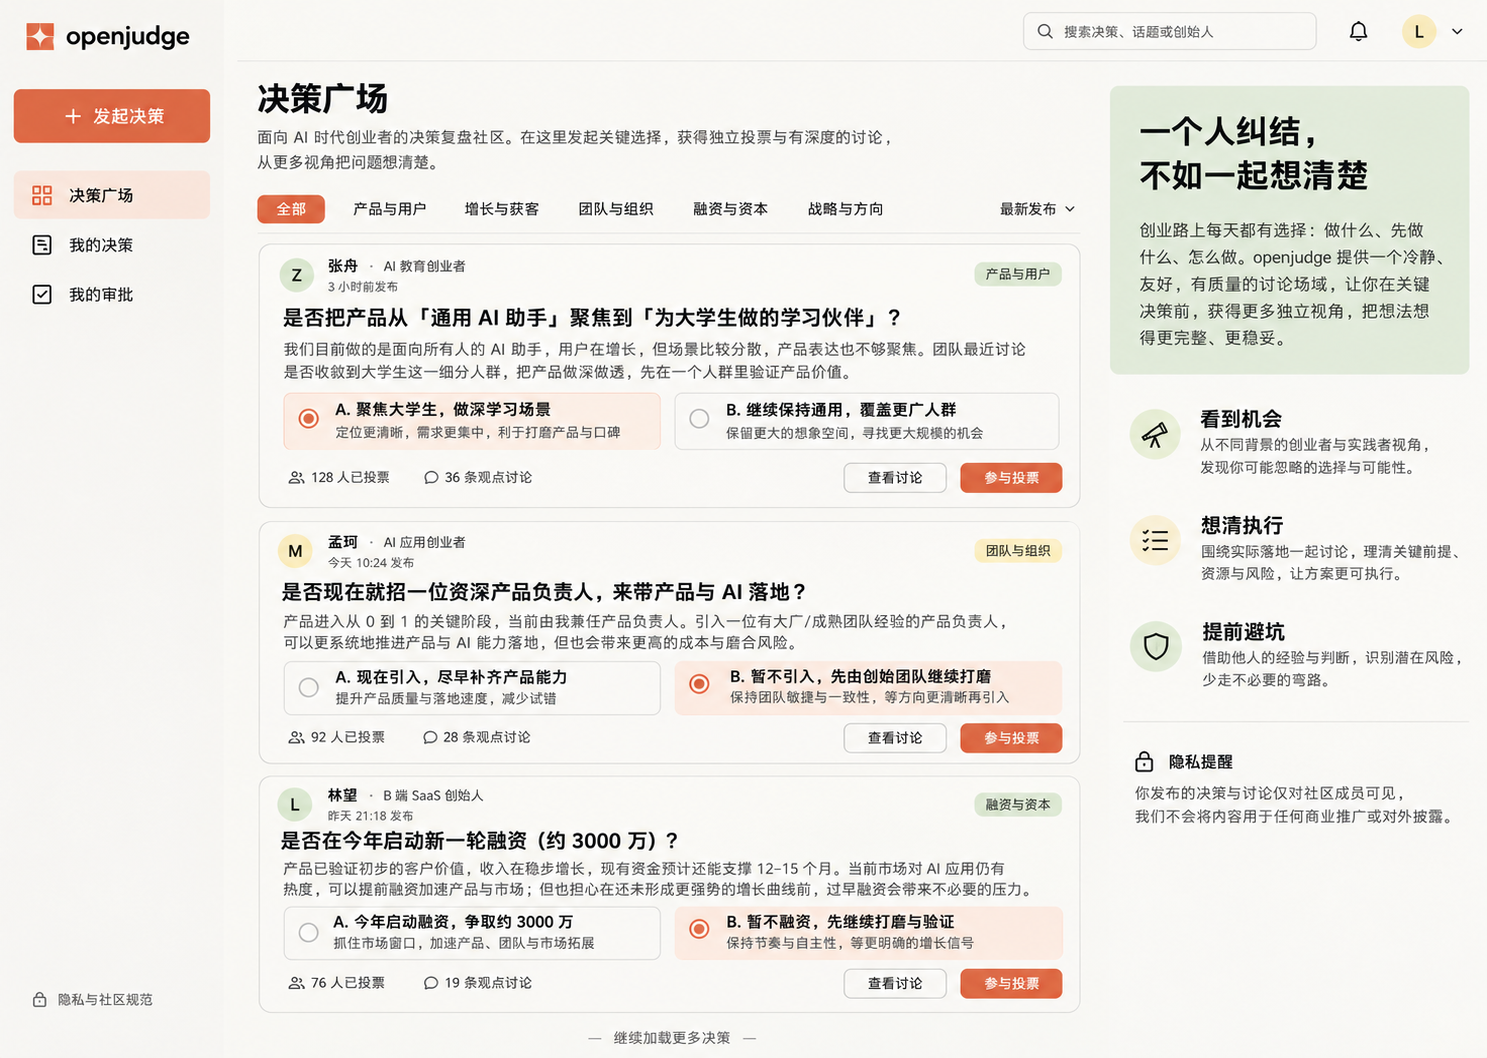 openjudge
搜索决策、话题或创始人
L
+ 发起决策
决策广场
我的决策
我的审批
隐私与社区规范
决策广场
面向 AI 时代创业者的决策复盘社区。在这里发起关键选择，获得独立投票与有深度的讨论，
从更多视角把问题想清楚。
全部 产品与用户 增长与获客 团队与组织 融资与资本 战略与方向 最新发布
Z
张舟 · AI 教育创业者
3 小时前发布
产品与用户
是否把产品从「通用 AI 助手」聚焦到「为大学生做的学习伙伴」？
我们目前做的是面向所有人的 AI 助手，用户在增长，但场景比较分散，产品表达也不够聚焦。团队最近讨论
是否收敛到大学生这一细分人群，把产品做深做透，先在一个人群里验证产品价值。
A. 聚焦大学生，做深学习场景
定位更清晰，需求更集中，利于打磨产品与口碑
B. 继续保持通用，覆盖更广人群
保留更大的想象空间，寻找更大规模的机会
128 人已投票 36 条观点讨论 查看讨论 参与投票
M
孟珂 · AI 应用创业者
今天 10:24 发布
团队与组织
是否现在就招一位资深产品负责人，来带产品与 AI 落地？
产品进入从 0 到 1 的关键阶段，当前由我兼任产品负责人。引入一位有大厂/成熟团队经验的产品负责人，
可以更系统地推进产品与 AI 能力落地，但也会带来更高的成本与磨合风险。
A. 现在引入，尽早补齐产品能力
提升产品质量与落地速度，减少试错
B. 暂不引入，先由创始团队继续打磨
保持团队敏捷与一致性，等方向更清晰再引入
92 人已投票 28 条观点讨论 查看讨论 参与投票
L
林望 · B 端 SaaS 创始人
昨天 21:18 发布
融资与资本
是否在今年启动新一轮融资（约 3000 万）？
产品已验证初步的客户价值，收入在稳步增长，现有资金预计还能支撑 12–15 个月。当前市场对 AI 应用仍有
热度，可以提前融资加速产品与市场；但也担心在还未形成更强势的增长曲线前，过早融资会带来不必要的压力。
A. 今年启动融资，争取约 3000 万
抓住市场窗口，加速产品、团队与市场拓展
B. 暂不融资，先继续打磨与验证
保持节奏与自主性，等更明确的增长信号
76 人已投票 19 条观点讨论 查看讨论 参与投票
— 继续加载更多决策 —
一个人纠结，
不如一起想清楚
创业路上每天都有选择：做什么、先做
什么、怎么做。openjudge 提供一个冷静、
友好，有质量的讨论场域，让你在关键
决策前，获得更多独立视角，把想法想
得更完整、更稳妥。
看到机会
从不同背景的创业者与实践者视角，
发现你可能忽略的选择与可能性。
想清执行
围绕实际落地一起讨论，理清关键前提、
资源与风险，让方案更可执行。
提前避坑
借助他人的经验与判断，识别潜在风险，
少走不必要的弯路。
隐私提醒
你发布的决策与讨论仅对社区成员可见，
我们不会将内容用于任何商业推广或对外披露。